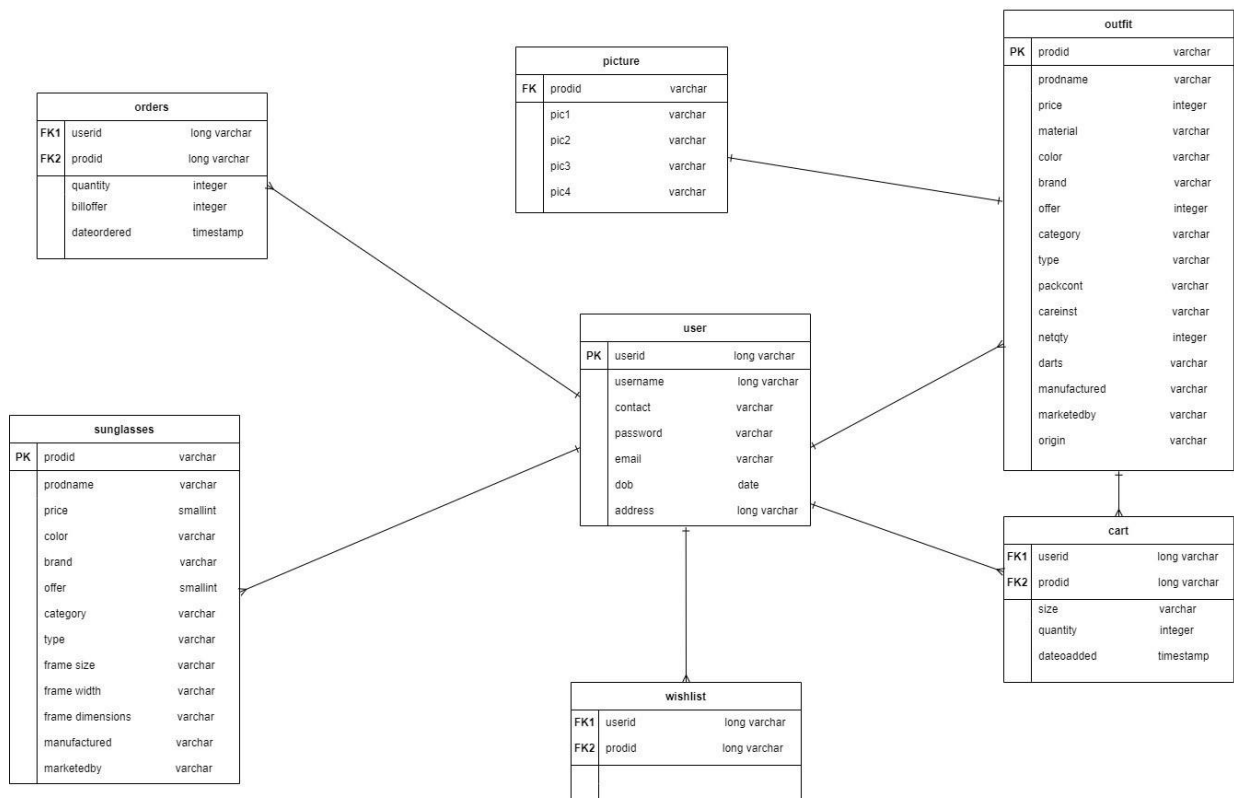 orders
FK1 userid long varchar
FK2 prodid long varchar
quantity integer
billoffer integer
dateordered timestamp
picture
FK prodid varchar
pic1 varchar
pic2 varchar
pic3 varchar
pic4 varchar
outfit
PK prodid varchar
prodname varchar
price integer
material varchar
color varchar
brand varchar
offer integer
category varchar
type varchar
packcont varchar
careinst varchar
netqty integer
darts varchar
manufactured varchar
marketedby varchar
origin varchar
user
PK userid long varchar
username long varchar
contact varchar
password varchar
email varchar
dob date
address long varchar
sunglasses
PK prodid varchar
prodname varchar
price smallint
color varchar
brand varchar
offer smallint
category varchar
type varchar
frame size varchar
frame width varchar
frame dimensions varchar
manufactured varchar
marketedby varchar
cart
FK1 userid long varchar
FK2 prodid long varchar
size varchar
quantity integer
dateoadded timestamp
wishlist
FK1 userid long varchar
FK2 prodid long varchar